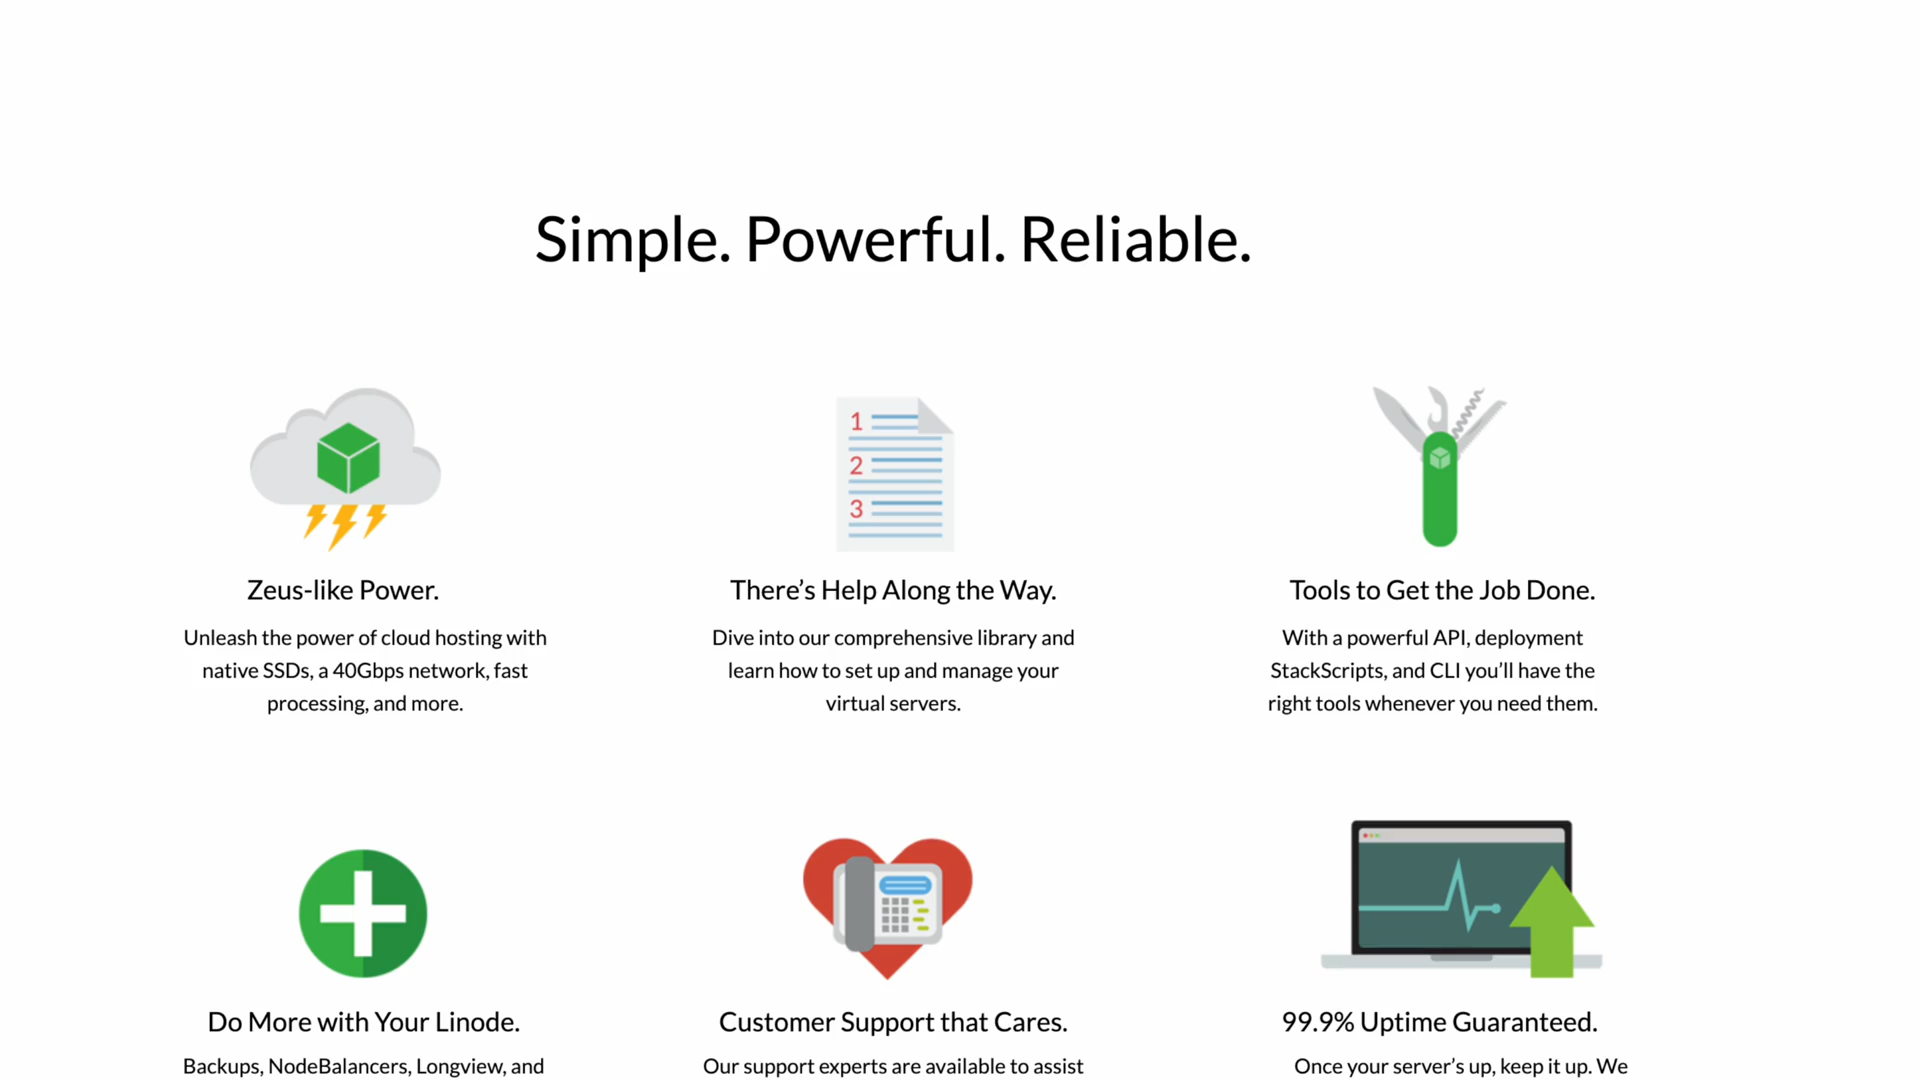 Simple. Powerful. Reliable.
1
2
3
Zeus-like Power.
Unleash the power of cloud hosting with
native SSDs, a 40Gbps network, fast
processing, and more.
There’s Help Along the Way.
Dive into our comprehensive library and
learn how to set up and manage your
virtual servers.
Tools to Get the Job Done.
With a powerful API, deployment
StackScripts, and CLI you’ll have the
right tools whenever you need them.
Do More with Your Linode.
Backups, NodeBalancers, Longview, and
Customer Support that Cares.
Our support experts are available to assist
99.9% Uptime Guaranteed.
Once your server’s up, keep it up. We